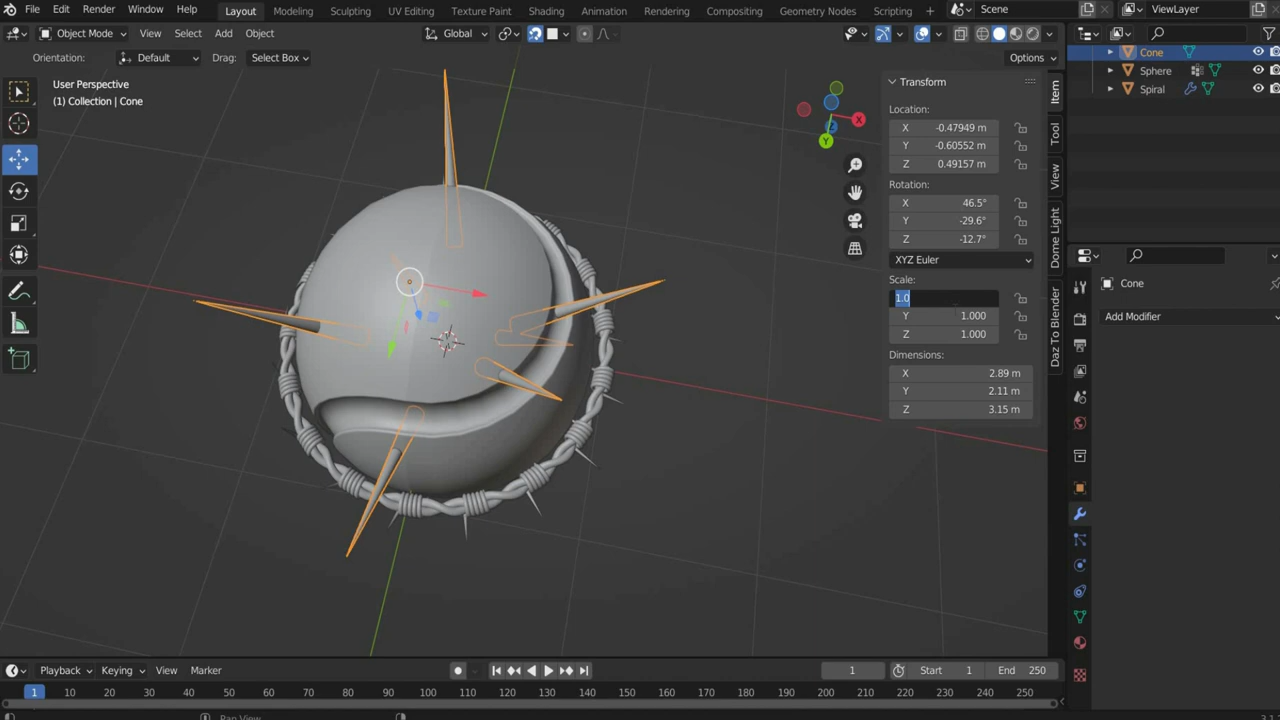 File Edit Render Window Help Layout Modeling Sculpting UV Editing Texture Paint Shading Animation Rendering Compositing Geometry Nodes Scripting Scene ViewLayer
Object Mode View Select Add Object Global Options
Orientation: Default Drag: Select Box
User Perspective
(1) Collection | Cone
Transform
Location:
X -0.47949 m
Y -0.60552 m
Z 0.49157 m
Rotation:
X 46.5°
Y -29.6°
Z -12.7°
XYZ Euler
Scale:
1.0
Y 1.000
Z 1.000
Dimensions:
X 2.89 m
Y 2.11 m
Z 3.15 m
Item
Tool
View
Dome Light
Daz To Blender
X
Y
Z
Cone
Sphere
Spiral
Cone
Add Modifier
Playback Keying View Marker 1 Start 1 End 250
1 10 20 30 40 50 60 70 80 90 100 110 120 130 140 150 160 170 180 190 200 210 220 230 240 250